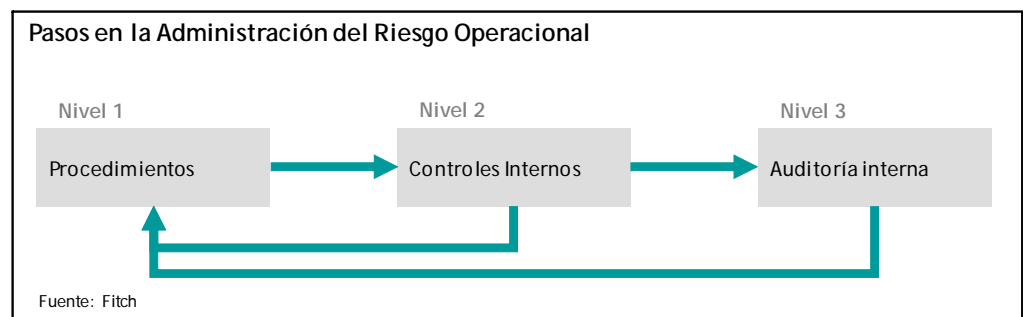 Pasos en la Administración del Riesgo Operacional
Nivel 1
Nivel 2
Nivel 3
Procedimientos
Controles Internos
Auditoría interna
Fuente: Fitch